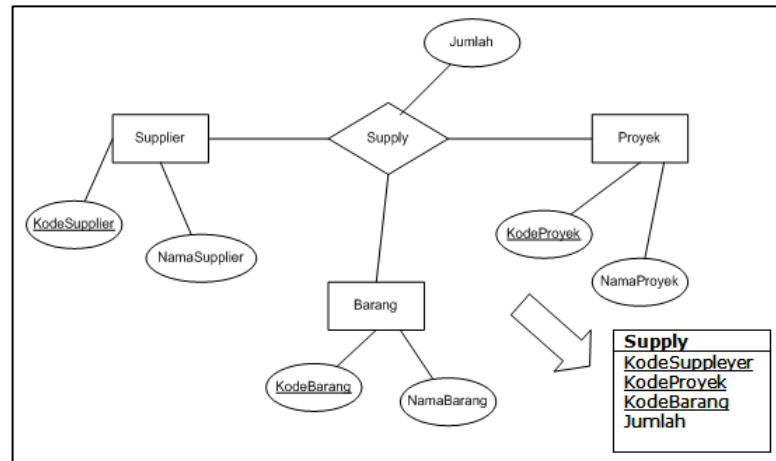 Jumlah
Supplier
Supply
Proyek
KodeSupplier
NamaSupplier
KodeProyek
NamaProyek
Barang
KodeBarang
NamaBarang
Supply
KodeSuppleyer
KodeProyek
KodeBarang
Jumlah